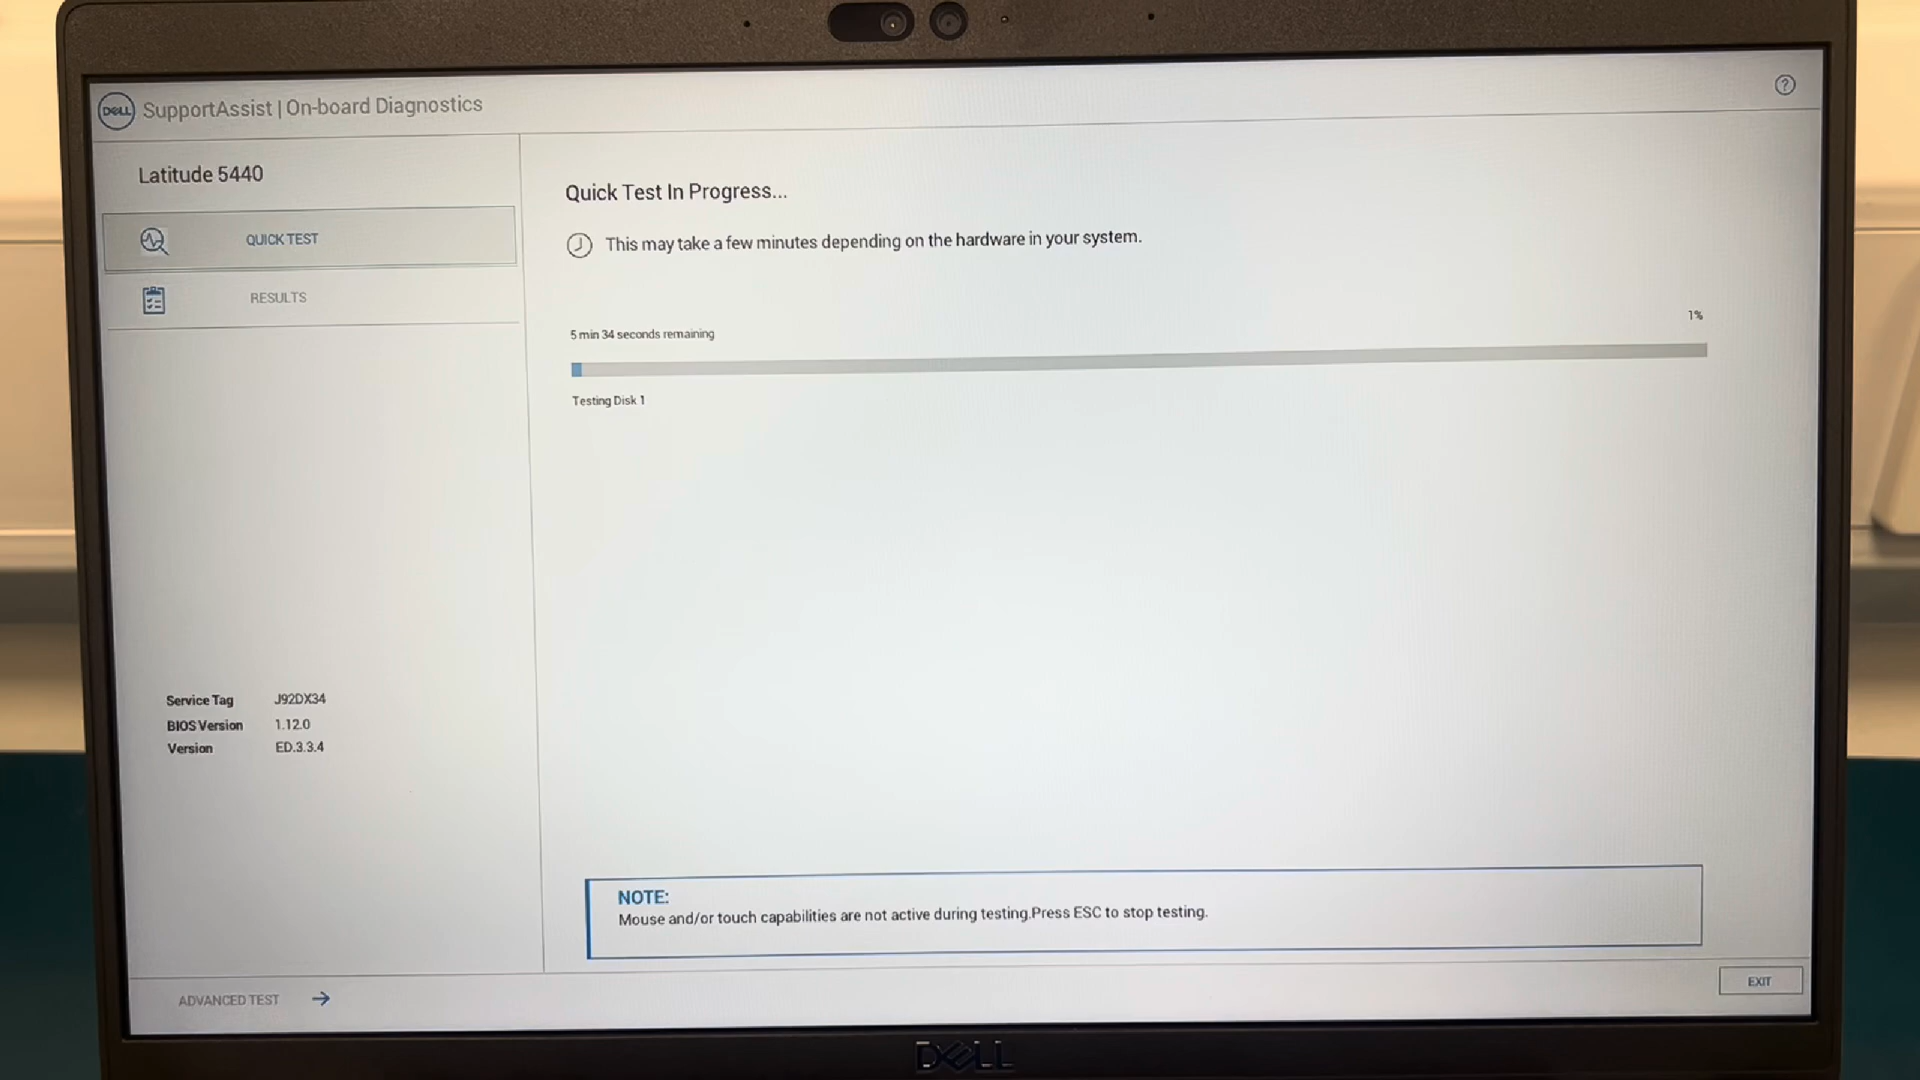 DELL SupportAssist | On-board Diagnostics
?
Latitude 5440
QUICK TEST
RESULTS
Quick Test In Progress...
This may take a few minutes depending on the hardware in your system.
1%
5 min 34 seconds remaining
Testing Disk 1
Service Tag J92DX34
BIOS Version 1.12.0
Version ED.3.3.4
NOTE:
Mouse and/or touch capabilities are not active during testing.Press ESC to stop testing.
ADVANCED TEST
EXIT
DELL